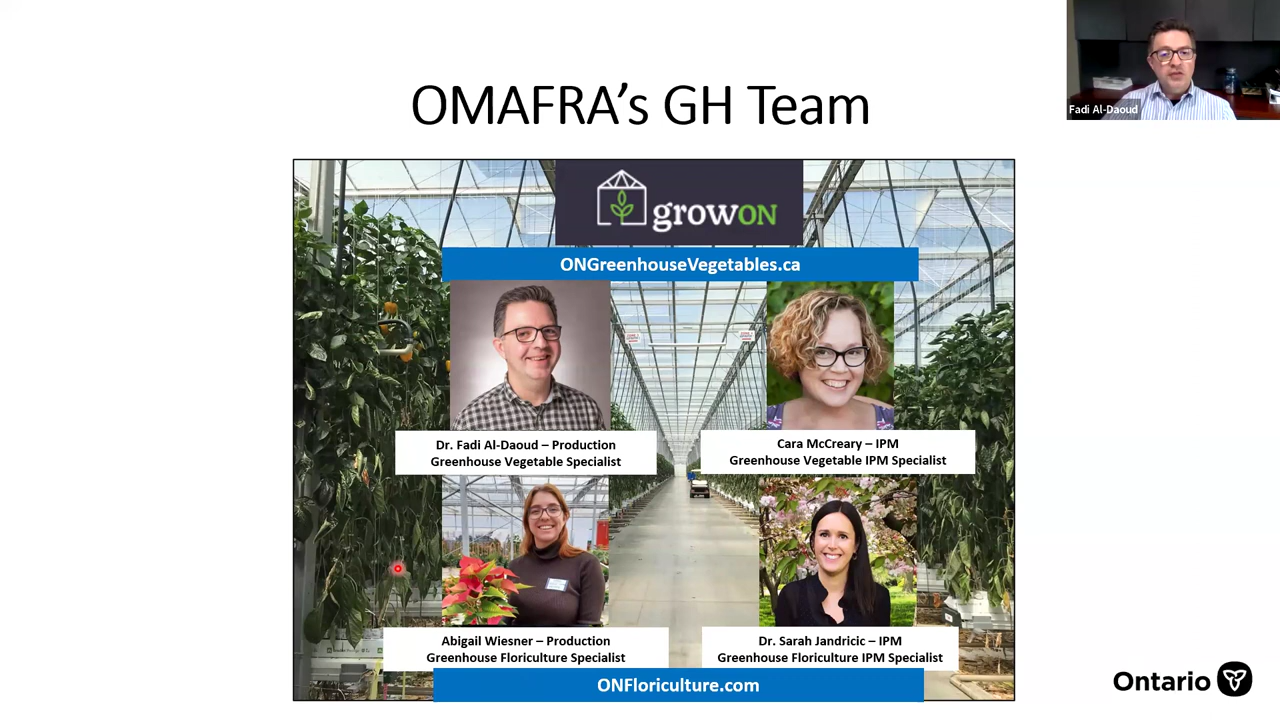 Fadi Al-Daoud
OMAFRA's GH Team
growON
ONGreenhouseVegetables.ca
Dr. Fadi Al-Daoud – Production
Greenhouse Vegetable Specialist
Cara McCreary – IPM
Greenhouse Vegetable IPM Specialist
Abigail Wiesner – Production
Greenhouse Floriculture Specialist
Dr. Sarah Jandricic – IPM
Greenhouse Floriculture IPM Specialist
ONFloriculture.com
Ontario